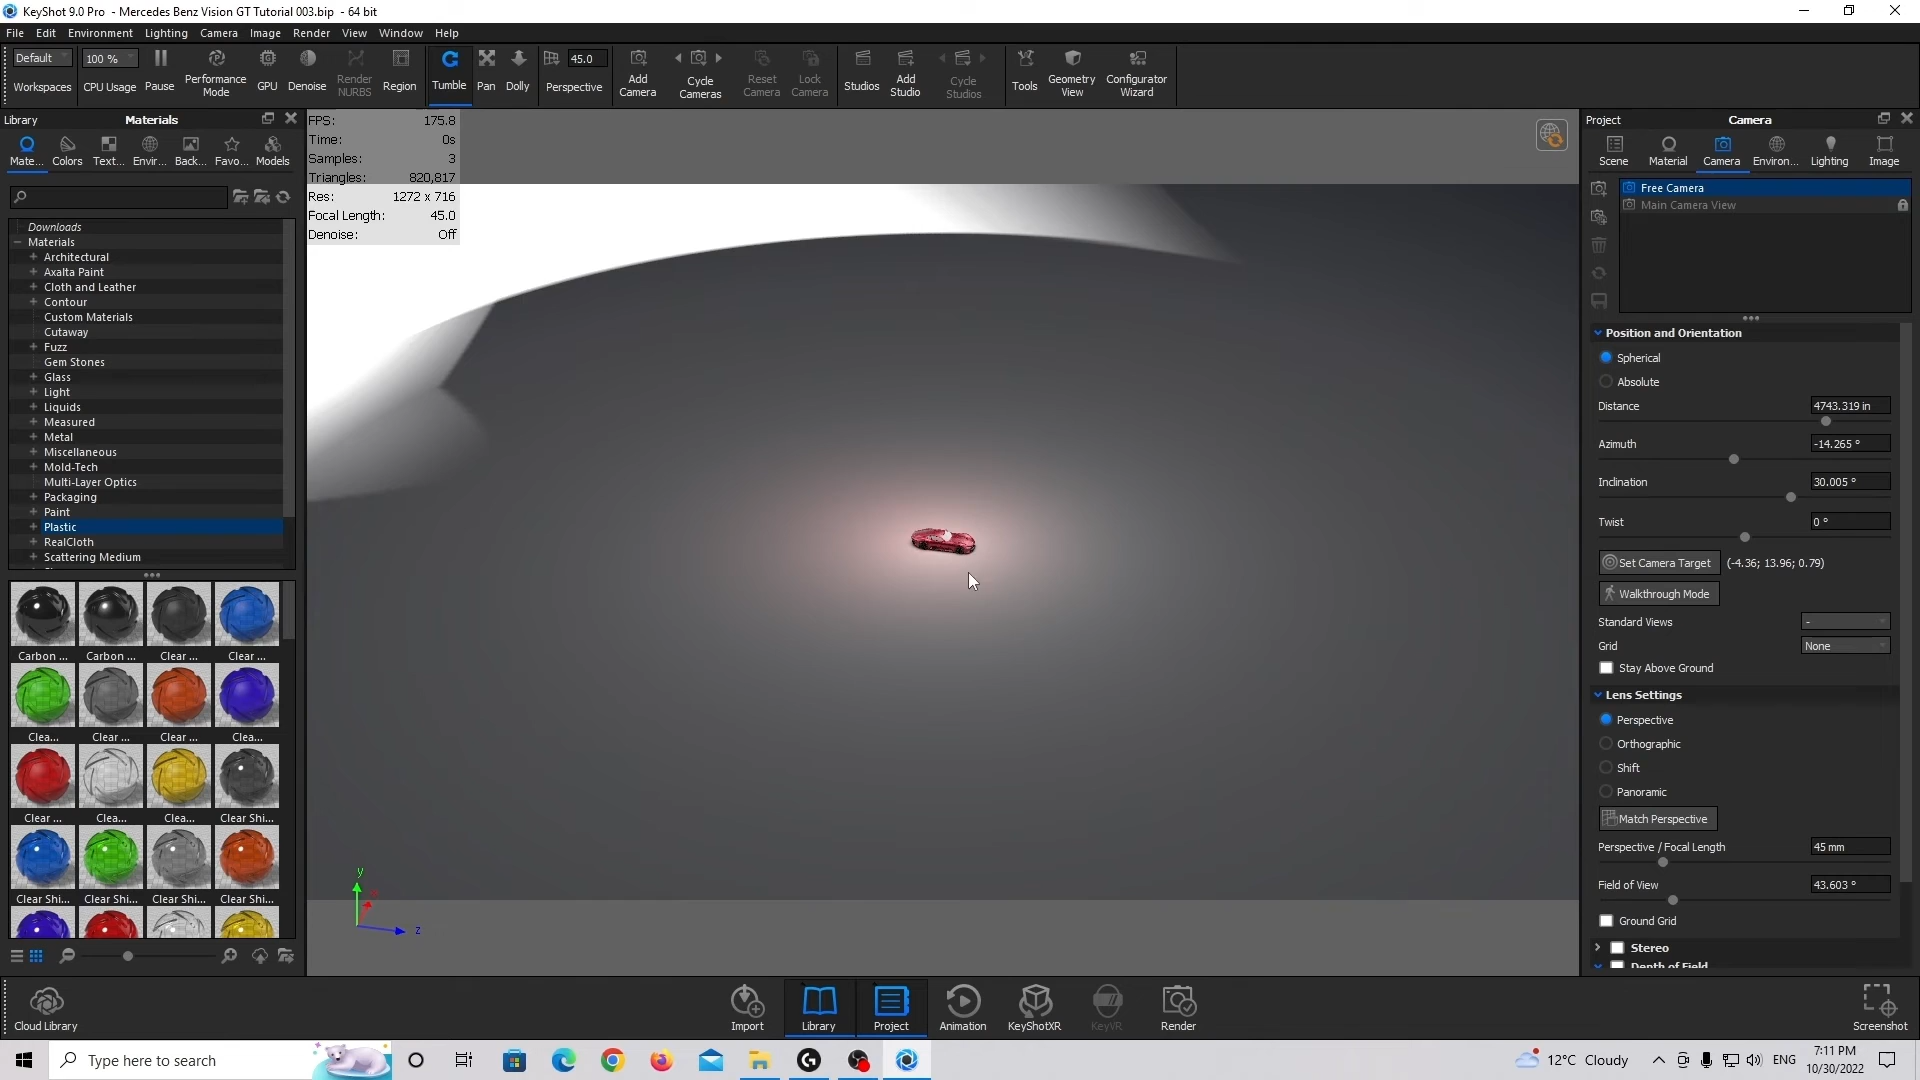 KeyShot 9.0 Pro - Mercedes Benz Vision GT Tutorial 003.bip - 64 bit
File Edit Environment Lighting Camera Image Render View Window Help
Default 100 % 45.0
Workspaces CPU Usage Pause Performance Mode GPU Denoise Render NURBS Region Tumble Pan Dolly Perspective Add Camera Cycle Cameras Reset Camera Lock Camera Studios Add Studio Cycle Studios Tools Geometry View Configurator Wizard
Library Materials
Mate... Colors Text... Envir... Back... Favo... Models
Downloads
Materials
Architectural
Axalta Paint
Cloth and Leather
Contour
Custom Materials
Cutaway
Fuzz
Gem Stones
Glass
Light
Liquids
Measured
Metal
Miscellaneous
Mold-Tech
Multi-Layer Optics
Packaging
Paint
Plastic
RealCloth
Scattering Medium
Carbon ... Carbon ... Clear ... Clear ...
Clea... Clear ... Clear ... Clea...
Clear ... Clea... Clea... Clear Shi...
Clear Shi... Clear Shi... Clear Shi... Clear Shi...
FPS: 175.8
Time: 0s
Samples: 3
Triangles: 820,817
Res: 1272 x 716
Focal Length: 45.0
Denoise: Off
y
z
Project Camera
Scene Material Camera Environ... Lighting Image
Free Camera
Main Camera View
Position and Orientation
Spherical
Absolute
Distance 4743.319 in
Azimuth -14.265 °
Inclination 30.005 °
Twist 0 °
Set Camera Target (-4.36; 13.96; 0.79)
Walkthrough Mode
Standard Views -
Grid None
Stay Above Ground
Lens Settings
Perspective
Orthographic
Shift
Panoramic
Match Perspective
Perspective / Focal Length 45 mm
Field of View 43.603 °
Ground Grid
Stereo
Depth of Field
Cloud Library Import Library Project Animation KeyShotXR KeyVR Render Screenshot
Type here to search
12°C Cloudy ENG 7:11 PM
10/30/2022